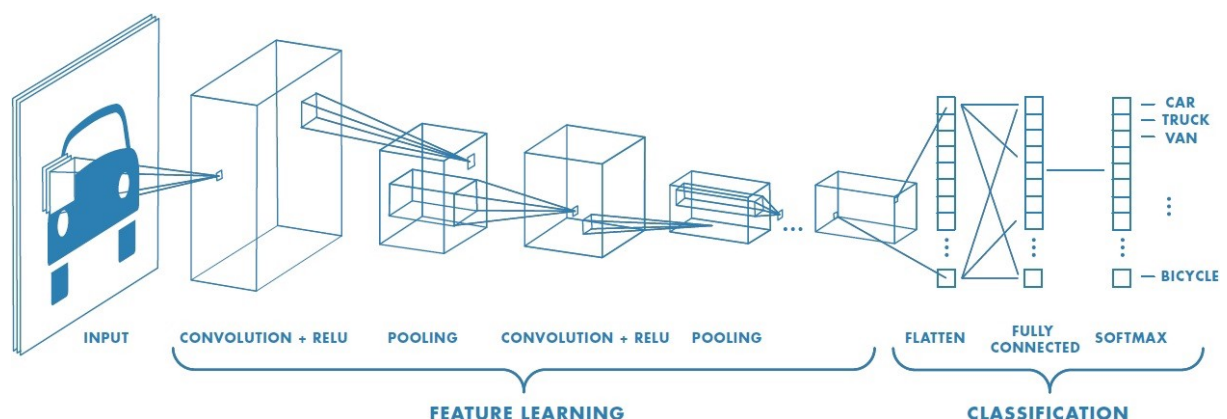 CAR
TRUCK
VAN
BICYCLE
INPUT
CONVOLUTION + RELU
POOLING
CONVOLUTION + RELU
POOLING
FLATTEN
FULLY
CONNECTED
SOFTMAX
FEATURE LEARNING
CLASSIFICATION